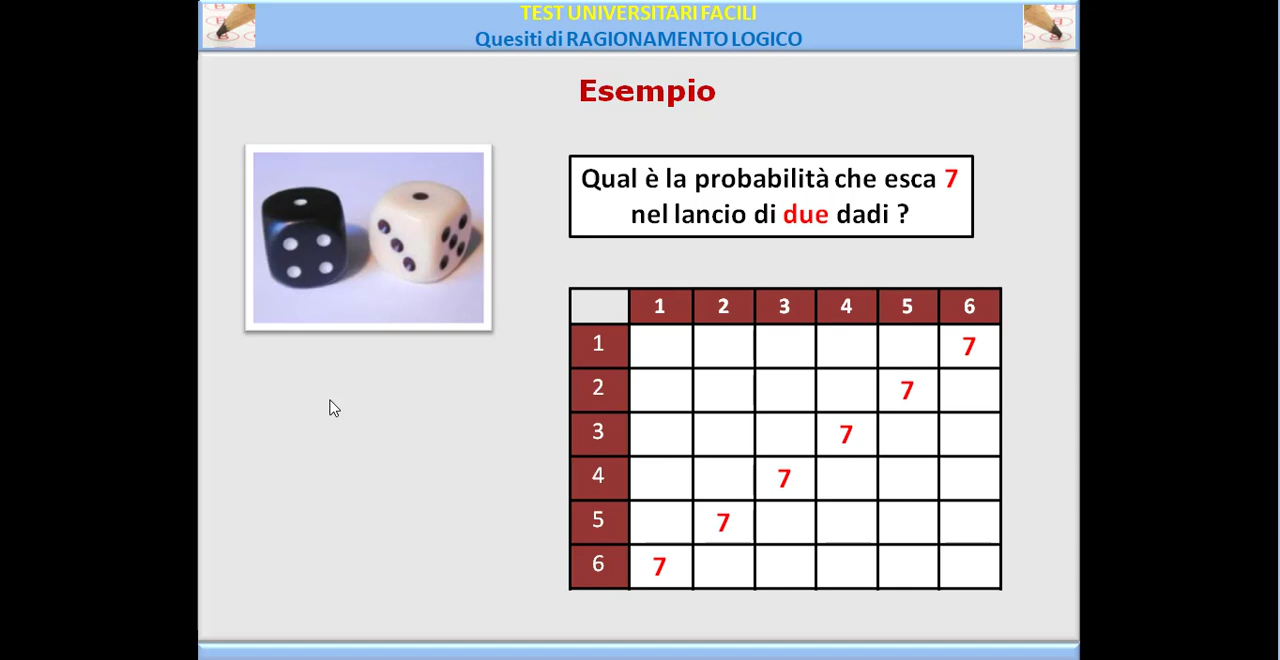 TEST UNIVERSITARI FACILI
Quesiti di RAGIONAMENTO LOGICO
Esempio
Qual è la probabilità che esca 7
nel lancio di due dadi ?
1 2 3 4 5 6
1 7
2 7
3 7
4 7
5 7
6 7